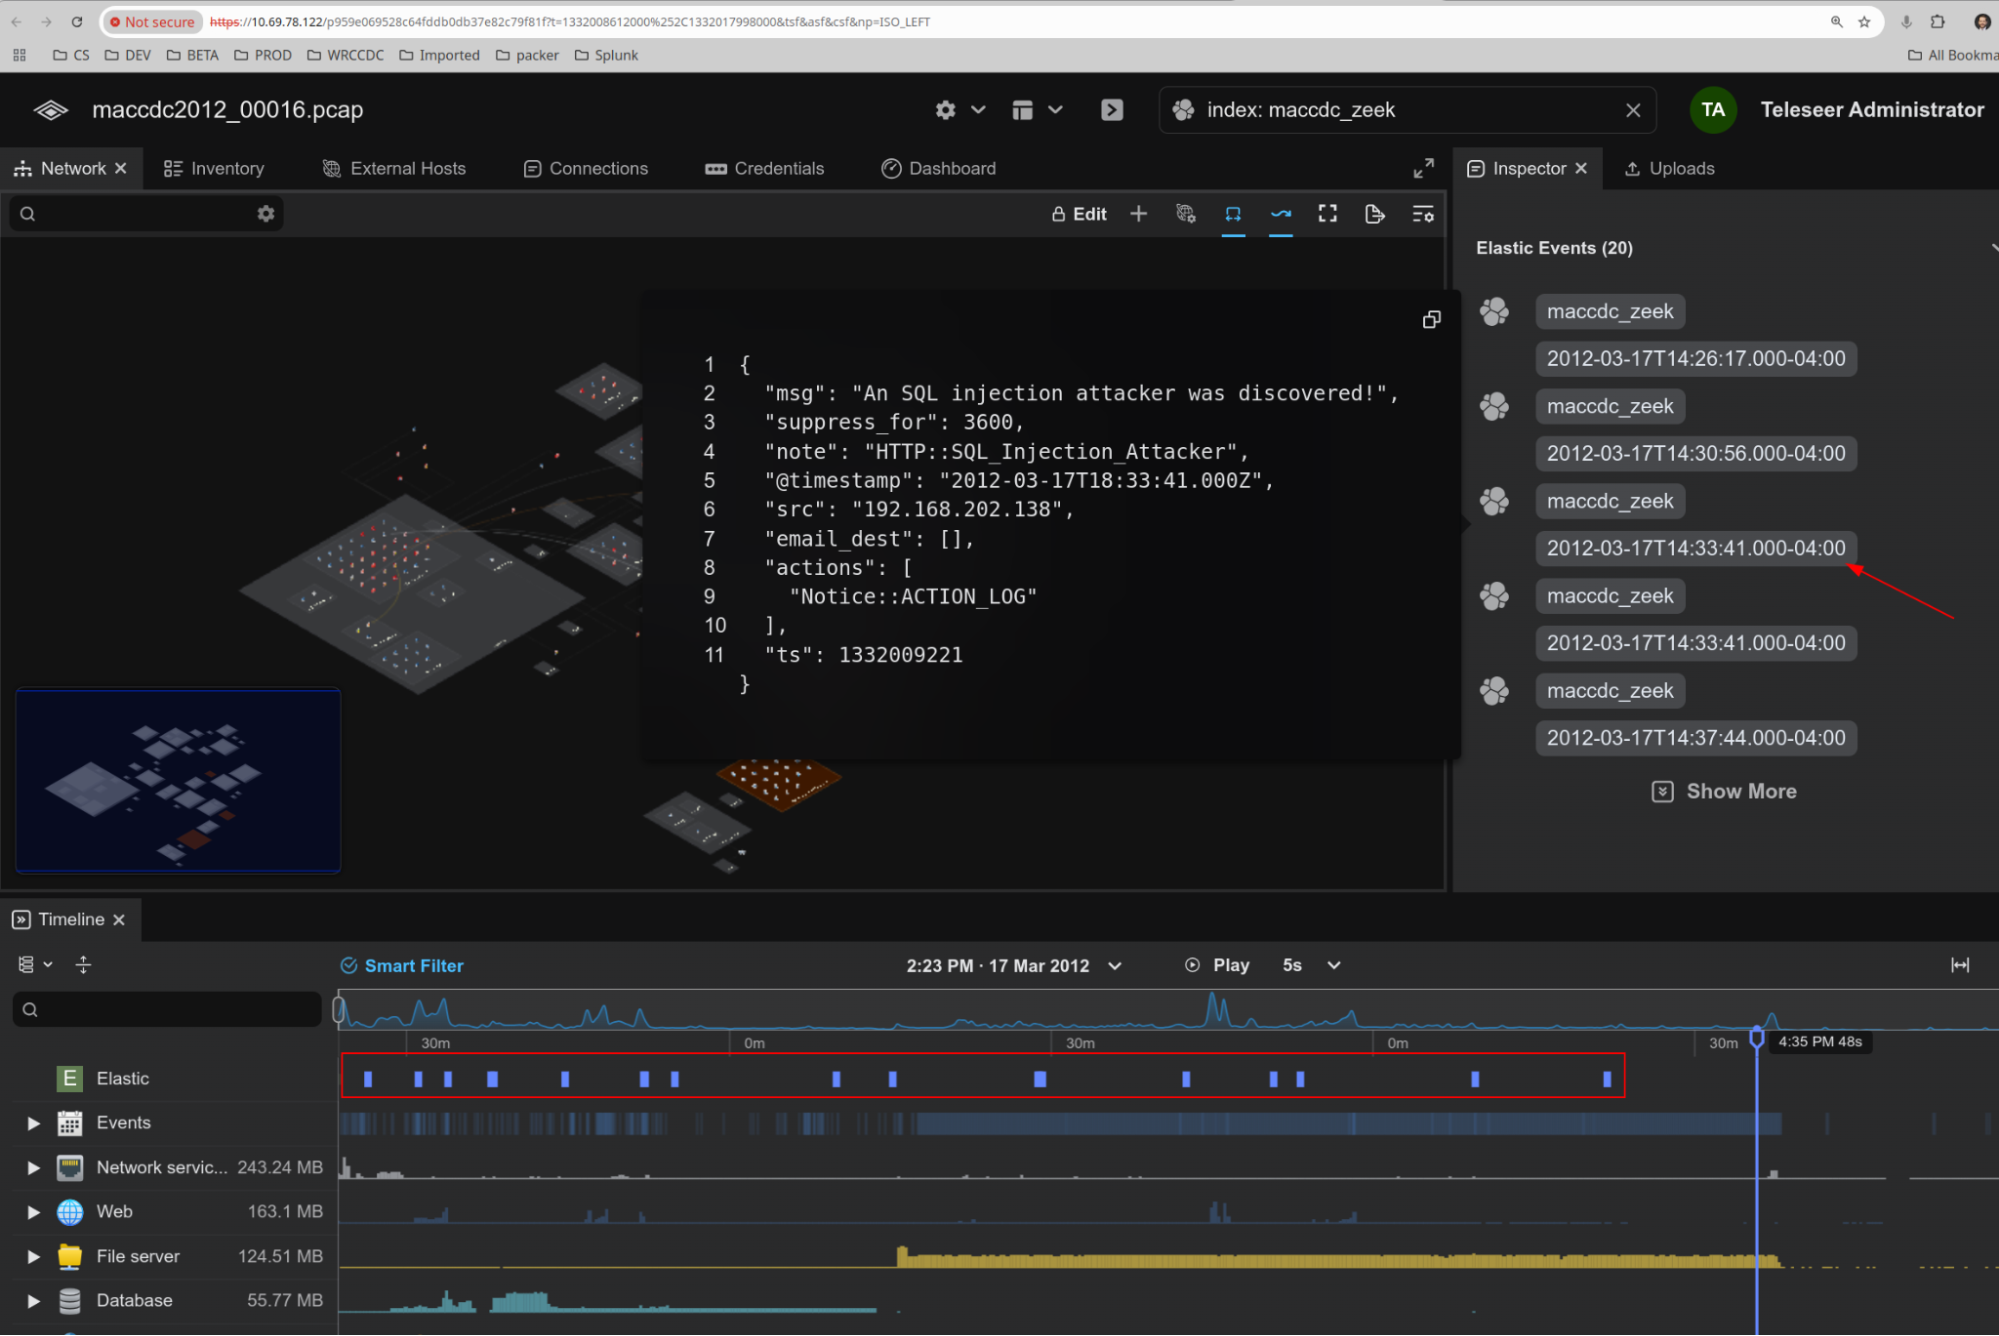 Not secure https://10.69.78.122/p959e069528c64fddb0db37e82c79f81f?t=1332008612000%252C1332017998000&tsf&asf&csf&np=ISO_LEFT
CS DEV BETA PROD WRCCDC Imported packer Splunk All Bookma
maccdc2012_00016.pcap index: maccdc_zeek TA Teleseer Administrator
Network Inventory External Hosts Connections Credentials Dashboard Inspector Uploads
Edit
Elastic Events (20)
maccdc_zeek
2012-03-17T14:26:17.000-04:00
maccdc_zeek
2012-03-17T14:30:56.000-04:00
maccdc_zeek
2012-03-17T14:33:41.000-04:00
maccdc_zeek
2012-03-17T14:33:41.000-04:00
maccdc_zeek
2012-03-17T14:37:44.000-04:00
Show More
1 {
2 "msg": "An SQL injection attacker was discovered!",
3 "suppress_for": 3600,
4 "note": "HTTP::SQL_Injection_Attacker",
5 "@timestamp": "2012-03-17T18:33:41.000Z",
6 "src": "192.168.202.138",
7 "email_dest": [],
8 "actions": [
9 "Notice::ACTION_LOG"
10 ],
11 "ts": 1332009221
}
Timeline
Smart Filter 2:23 PM · 17 Mar 2012 Play 5s
30m 0m 30m 0m 30m 4:35 PM 48s
E Elastic
Events
Network servic... 243.24 MB
Web 163.1 MB
File server 124.51 MB
Database 55.77 MB